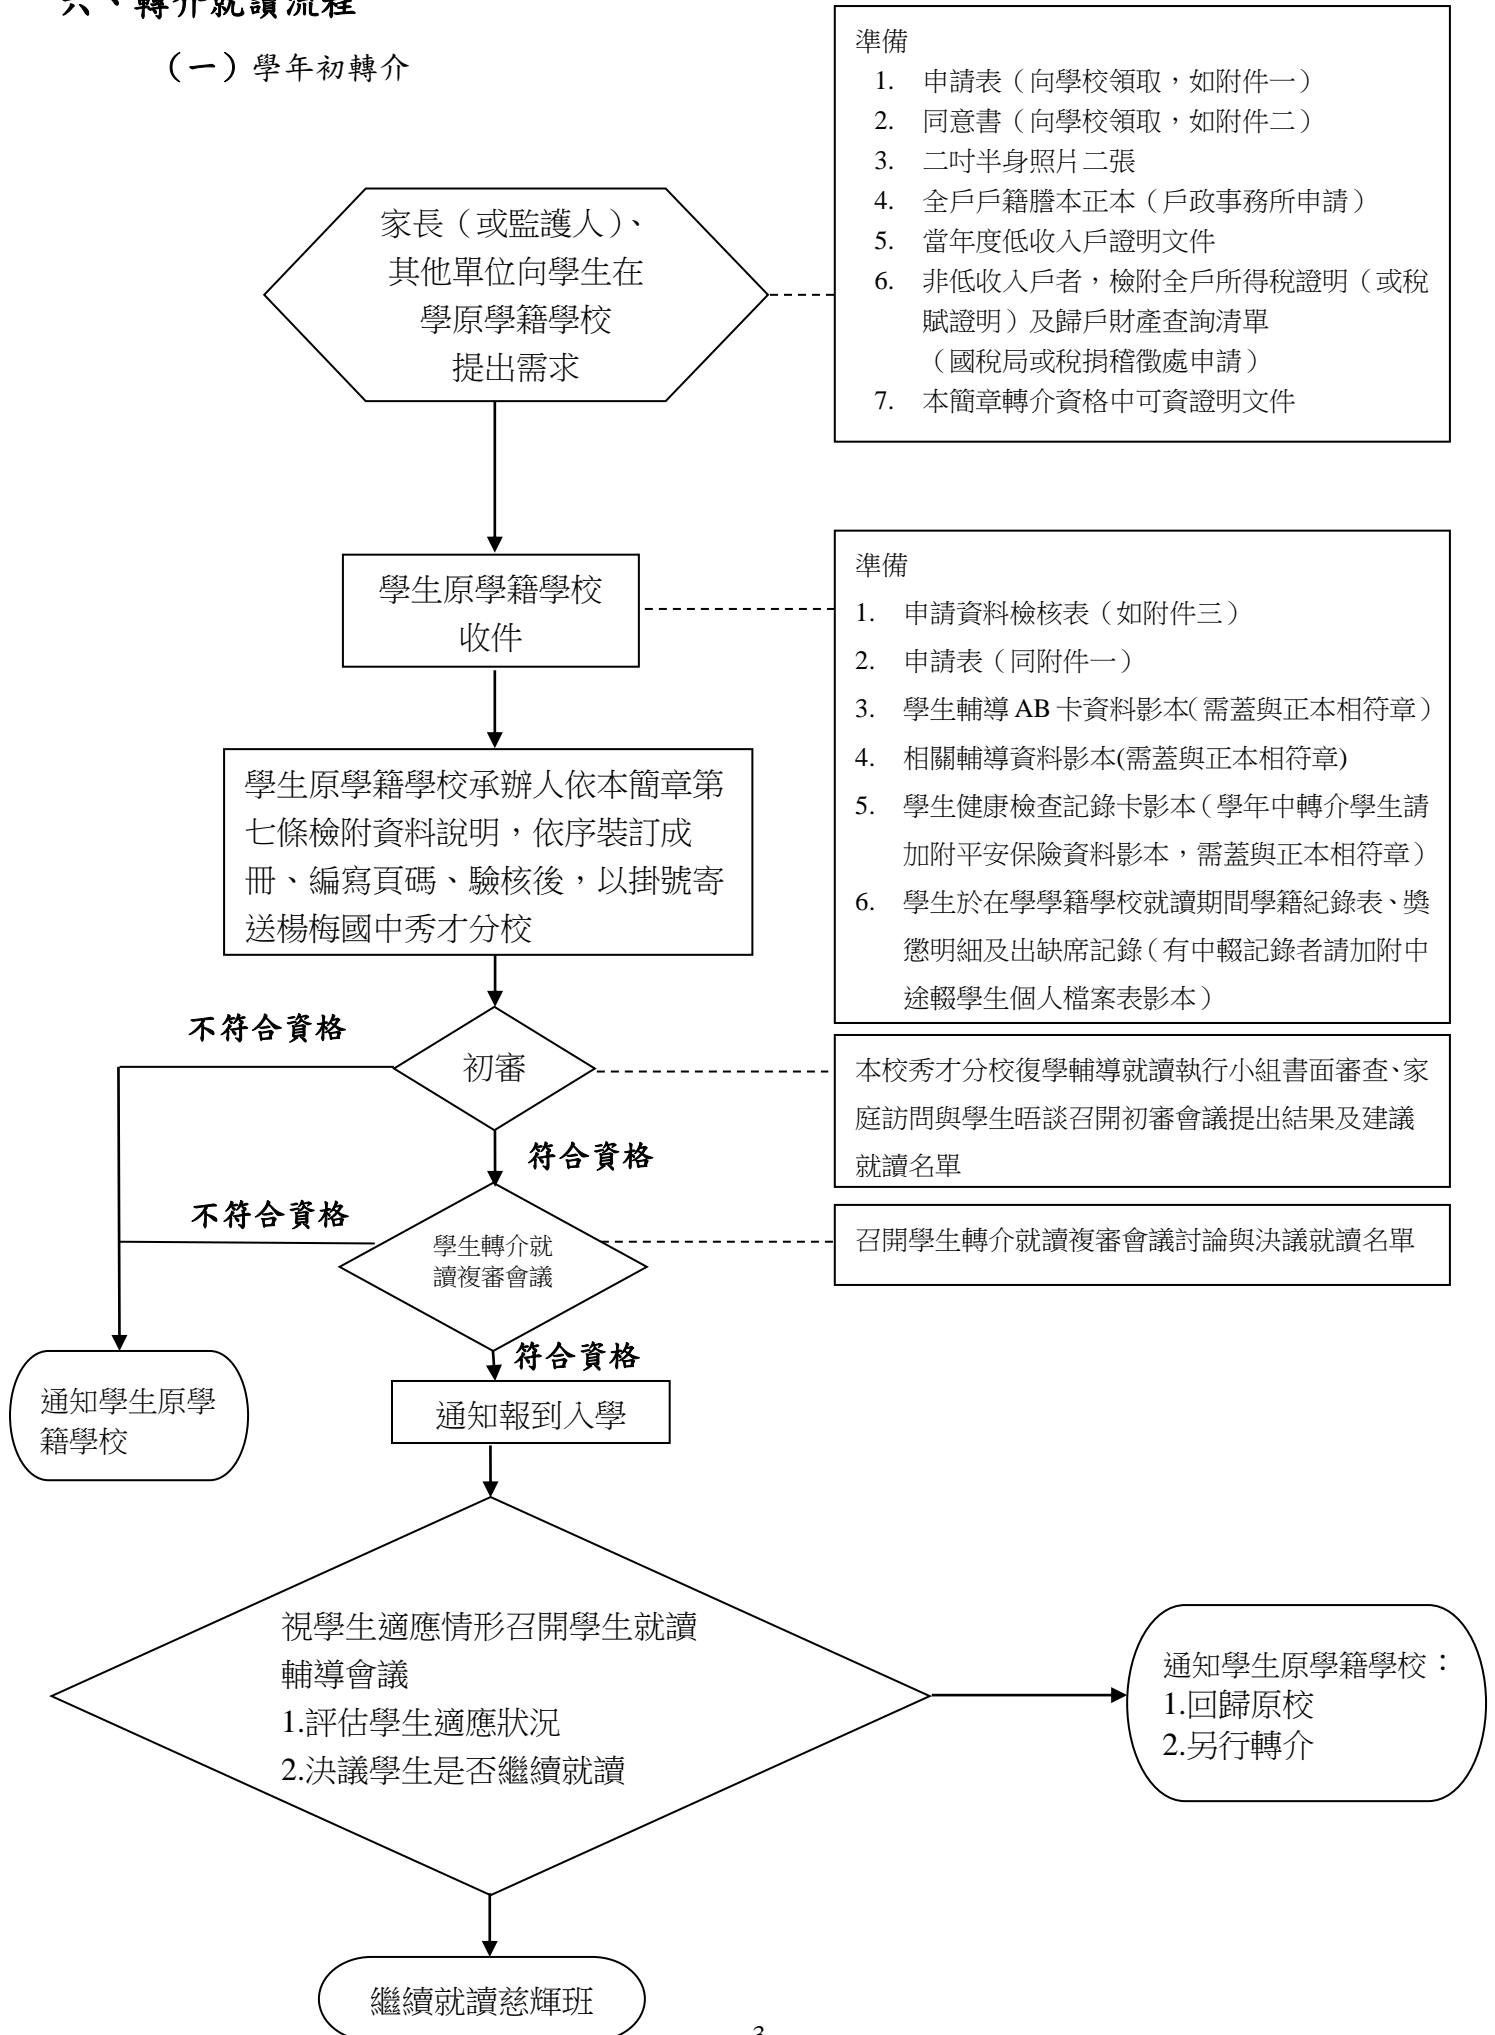 六、轉介就讀流程
（一）學年初轉介
準備
1. 申請表（向學校領取，如附件一）
2. 同意書（向學校領取，如附件二）
3. 二吋半身照片二張
4. 全戶戶籍謄本正本（戶政事務所申請）
5. 當年度低收入戶證明文件
6. 非低收入戶者，檢附全戶所得稅證明（或稅
賦證明）及歸戶財產查詢清單
（國稅局或稅捐稽徵處申請）
7. 本簡章轉介資格中可資證明文件
家長（或監護人）、
其他單位向學生在
學原學籍學校
提出需求
學生原學籍學校
收件
準備
1. 申請資料檢核表（如附件三）
2. 申請表（同附件一）
3. 學生輔導 AB 卡資料影本（需蓋與正本相符章）
4. 相關輔導資料影本(需蓋與正本相符章)
5. 學生健康檢查記錄卡影本（學年中轉介學生請
加附平安保險資料影本，需蓋與正本相符章）
6. 學生於在學學籍學校就讀期間學籍紀錄表、獎
懲明細及出缺席記錄（有中輟記錄者請加附中
途輟學生個人檔案表影本）
學生原學籍學校承辦人依本簡章第
七條檢附資料說明，依序裝訂成
冊、編寫頁碼、驗核後，以掛號寄
送楊梅國中秀才分校
不符合資格
初審
本校秀才分校復學輔導就讀執行小組書面審查、家
庭訪問與學生晤談召開初審會議提出結果及建議
就讀名單
符合資格
不符合資格
學生轉介就
讀複審會議
召開學生轉介就讀複審會議討論與決議就讀名單
符合資格
通知學生原學
籍學校
通知報到入學
視學生適應情形召開學生就讀
輔導會議
1.評估學生適應狀況
2.決議學生是否繼續就讀
通知學生原學籍學校：
1.回歸原校
2.另行轉介
繼續就讀慈輝班
3